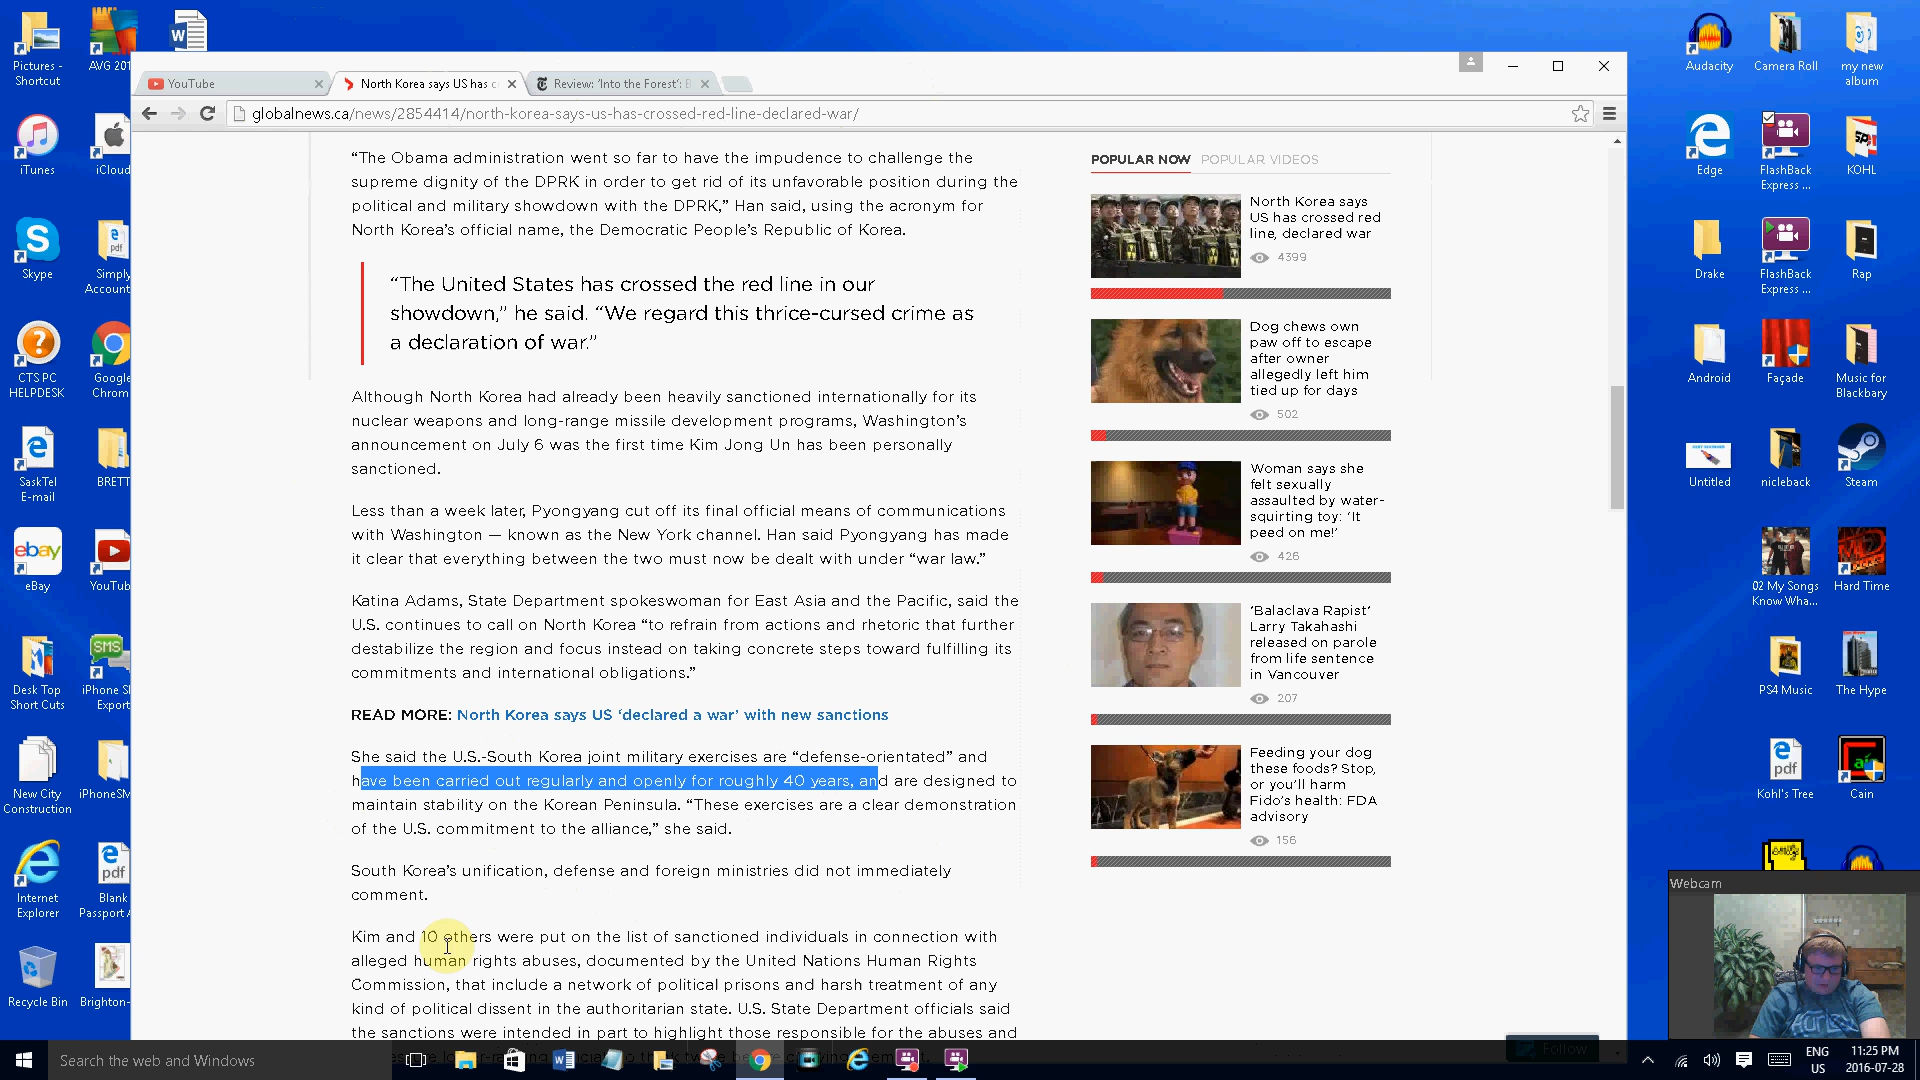 Pictures -
Shortcut
AVG 201
YouTube
North Korea says US has c
Review: 'Into the Forest': B
globalnews.ca/news/2854414/north-korea-says-us-has-crossed-red-line-declared-war/
“The Obama administration went so far to have the impudence to challenge the
supreme dignity of the DPRK in order to get rid of its unfavorable position during the
political and military showdown with the DPRK,” Han said, using the acronym for
North Korea’s official name, the Democratic People’s Republic of Korea.
“The United States has crossed the red line in our
showdown,” he said. “We regard this thrice-cursed crime as
a declaration of war.”
Although North Korea had already been heavily sanctioned internationally for its
nuclear weapons and long-range missile development programs, Washington’s
announcement on July 6 was the first time Kim Jong Un has been personally
sanctioned.
Less than a week later, Pyongyang cut off its final official means of communications
with Washington — known as the New York channel. Han said Pyongyang has made
it clear that everything between the two must now be dealt with under “war law.”
Katina Adams, State Department spokeswoman for East Asia and the Pacific, said the
U.S. continues to call on North Korea “to refrain from actions and rhetoric that further
destabilize the region and focus instead on taking concrete steps toward fulfilling its
commitments and international obligations.”
READ MORE: North Korea says US ‘declared a war’ with new sanctions
She said the U.S.-South Korea joint military exercises are “defense-orientated” and
have been carried out regularly and openly for roughly 40 years, and are designed to
maintain stability on the Korean Peninsula. “These exercises are a clear demonstration
of the U.S. commitment to the alliance,” she said.
South Korea’s unification, defense and foreign ministries did not immediately
comment.
Kim and 10 others were put on the list of sanctioned individuals in connection with
alleged human rights abuses, documented by the United Nations Human Rights
Commission, that include a network of political prisons and harsh treatment of any
kind of political dissent in the authoritarian state. U.S. State Department officials said
the sanctions were intended in part to highlight those responsible for the abuses and
POPULAR NOW POPULAR VIDEOS
North Korea says
US has crossed red
line, declared war
4399
Dog chews own
paw off to escape
after owner
allegedly left him
tied up for days
502
Woman says she
felt sexually
assaulted by water-
squirting toy: ‘It
peed on me!’
426
‘Balaclava Rapist’
Larry Takahashi
released on parole
from life sentence
in Vancouver
207
Feeding your dog
these foods? Stop,
or you’ll harm
Fido’s health: FDA
advisory
156
Follow
iTunes
iCloud
Skype
Simply
Account
CTS PC
HELPDESK
Google
Chrom
SaskTel
E-mail
BRETT
eBay
YouTub
Desk Top
Short Cuts
iPhone S
Export
New City
Construction
iPhoneSM
Internet
Explorer
Blank
Passport A
Recycle Bin
Brighton-
Audacity
Camera Roll
my new
album
Edge
FlashBack
Express ...
KOHL
Drake
FlashBack
Express ...
Rap
Android
Façade
Music for
Blackbary
Untitled
nicleback
Steam
02 My Songs
Know Wha...
Hard Time
PS4 Music
The Hype
Kohl's Tree
Cain
Webcam
Search the web and Windows
ENG
US
11:25 PM
2016-07-28